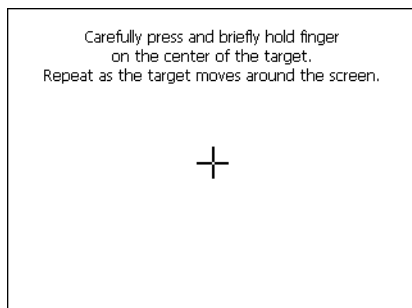 Carefully press and briefly hold finger
on the center of the target.
Repeat as the target moves around the screen.